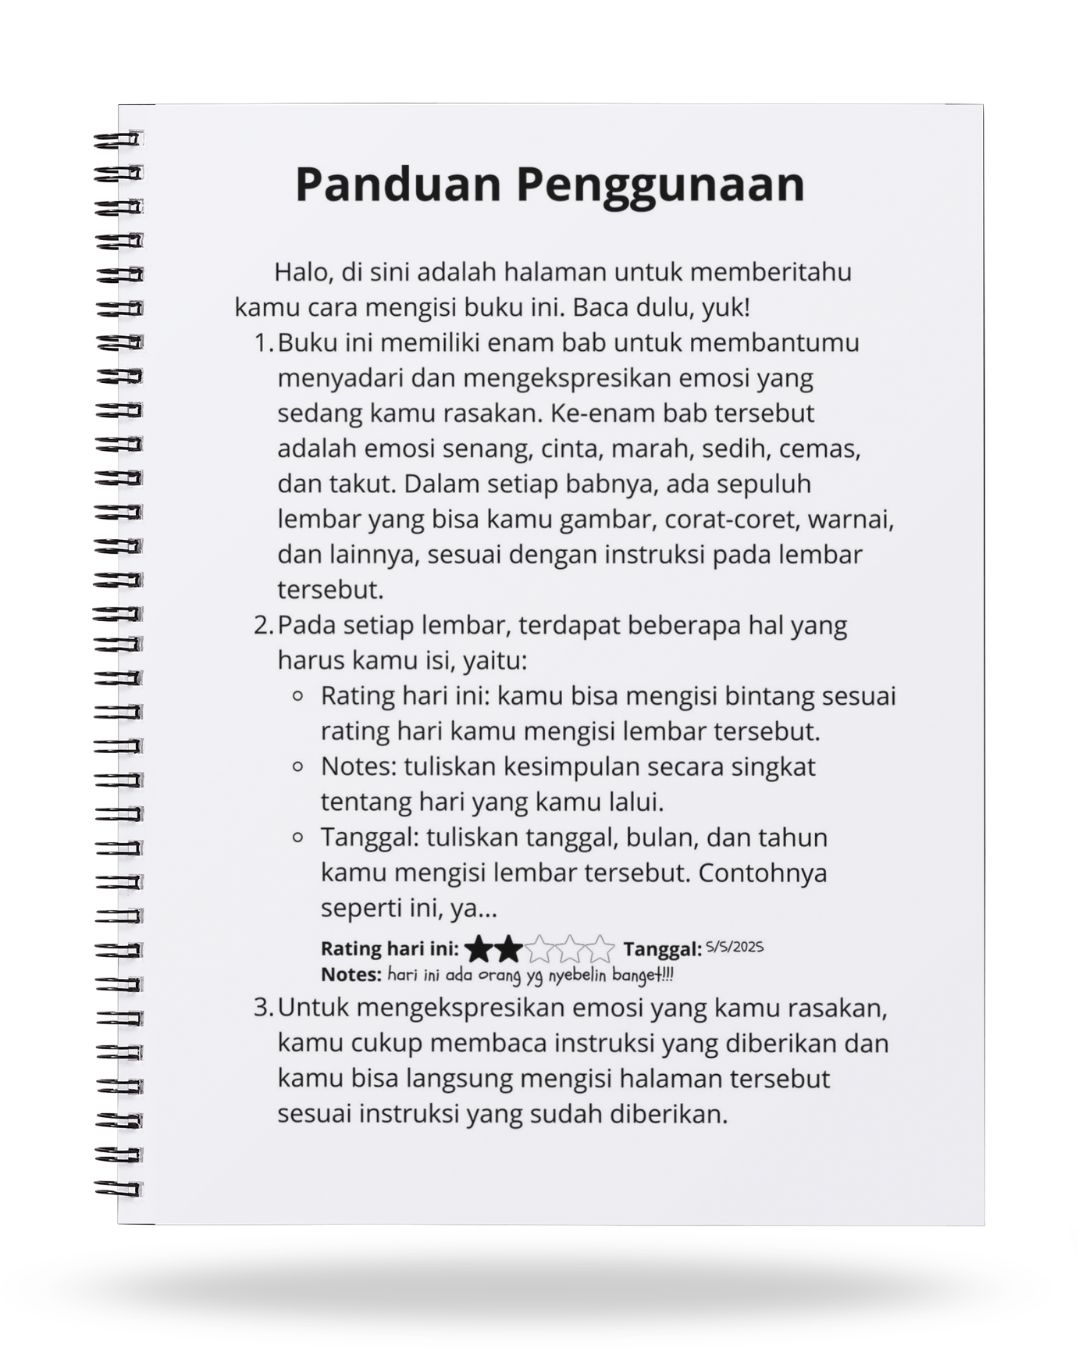 Panduan Penggunaan
Halo, di sini adalah halaman untuk memberitahu
kamu cara mengisi buku ini. Baca dulu, yuk!
1. Buku ini memiliki enam bab untuk membantumu
menyadari dan mengekspresikan emosi yang
sedang kamu rasakan. Ke-enam bab tersebut
adalah emosi senang, cinta, marah, sedih, cemas,
dan takut. Dalam setiap babnya, ada sepuluh
lembar yang bisa kamu gambar, corat-coret, warnai,
dan lainnya, sesuai dengan instruksi pada lembar
tersebut.
2. Pada setiap lembar, terdapat beberapa hal yang
harus kamu isi, yaitu:
◦ Rating hari ini: kamu bisa mengisi bintang sesuai
rating hari kamu mengisi lembar tersebut.
◦ Notes: tuliskan kesimpulan secara singkat
tentang hari yang kamu lalui.
◦ Tanggal: tuliskan tanggal, bulan, dan tahun
kamu mengisi lembar tersebut. Contohnya
seperti ini, ya...
Rating hari ini: ★★☆☆☆ Tanggal: 5/5/2025
Notes: hari ini ada orang yg nyebelin banget!!!
3. Untuk mengekspresikan emosi yang kamu rasakan,
kamu cukup membaca instruksi yang diberikan dan
kamu bisa langsung mengisi halaman tersebut
sesuai instruksi yang sudah diberikan.